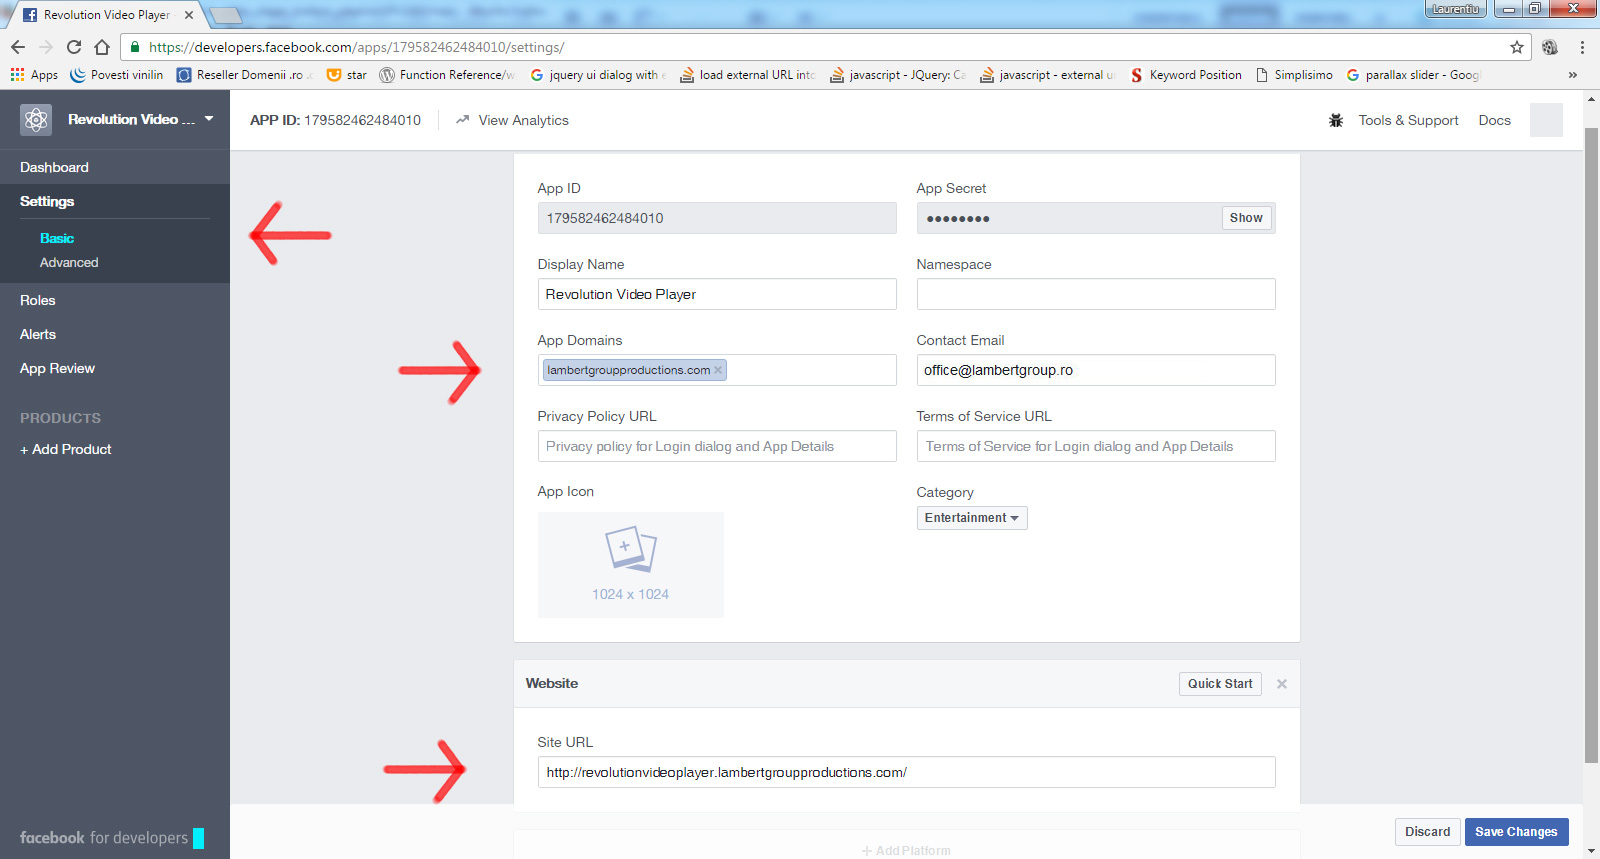 Revolution Video Player
Laurentiu
https://developers.facebook.com/apps/179582462484010/settings/
Apps Povesti vinilin Reseller Domenii .ro star Function Reference/w jquery ui dialog with load external URL into javascript - JQuery: Ca javascript - external Keyword Position Simplisimo parallax slider - Goog »
Revolution Video ...
APP ID: 179582462484010 View Analytics
Tools & Support Docs
Dashboard
Settings
Basic
Advanced
Roles
Alerts
App Review
PRODUCTS
+ Add Product
facebook for developers
App ID App Secret
179582462484010 ●●●●●●●● Show
Display Name Namespace
Revolution Video Player
App Domains Contact Email
lambertgroupproductions.com × office@lambertgroup.ro
Privacy Policy URL Terms of Service URL
Privacy policy for Login dialog and App Details Terms of Service for Login dialog and App Details
App Icon Category
Entertainment
1024 x 1024
Website Quick Start ×
Site URL
http://revolutionvideoplayer.lambertgroupproductions.com/
Discard Save Changes
+ Add Platform